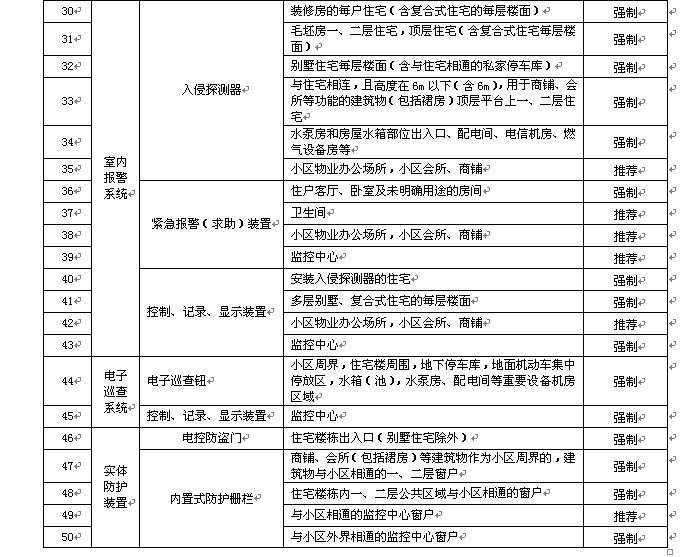 30 装修房的每户住宅（含复合式住宅的每层楼面） 强制
31 毛坯房一、二层住宅，顶层住宅（含复合式住宅每层楼
面） 强制
32 别墅住宅每层楼面（含与住宅相通的私家停车库） 强制
室内
报警
系统
入侵探测器
33 与住宅相连，且高度在6m以下（含6m），用于商铺、会
所等功能的建筑物（包括裙房）顶层平台上一、二层住
宅 强制
34 水泵房和房屋水箱部位出入口、配电间、电信机房、燃
气设备房等 强制
35 小区物业办公场所，小区会所、商铺 推荐
36 紧急报警（求助）装置 住户客厅、卧室及未明确用途的房间 强制
37 卫生间 推荐
38 小区物业办公场所，小区会所、商铺 推荐
39 监控中心 推荐
40 控制、记录、显示装置 安装入侵探测器的住宅 强制
41 多层别墅、复合式住宅的每层楼面 强制
42 小区物业办公场所，小区会所、商铺 推荐
43 监控中心 强制
电子
巡查
系统
44 电子巡查钮 小区周界，住宅楼周围，地下停车库，地面机动车集中
停放区，水箱（池），水泵房、配电间等重要设备机房
区域 强制
45 控制、记录、显示装置 监控中心 强制
实体
防护
装置
46 电控防盗门 住宅楼栋出入口（别墅住宅除外） 强制
47 内置式防护栅栏 商铺、会所（包括裙房）等建筑物作为小区周界的，建
筑物与小区相通的一、二层窗户 强制
48 住宅楼栋内一、二层公共区域与小区相通的窗户 强制
49 与小区相通的监控中心窗户 推荐
50 与小区外界相通的监控中心窗户 强制